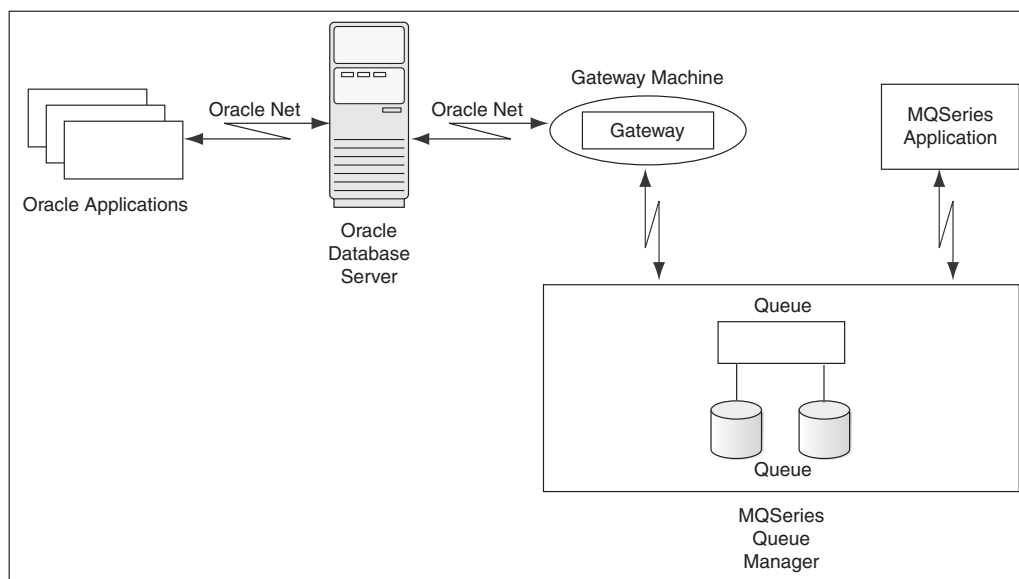 Oracle Net
Oracle Net
Gateway Machine
Gateway
MQSeries
Application
Oracle Applications
Oracle
Database
Server
Queue
Queue
MQSeries
Queue
Manager